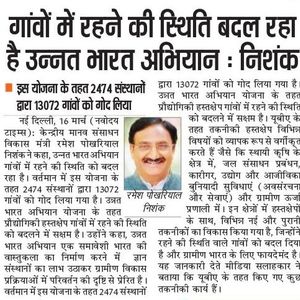 गांवों में रहने की स्थिति बदल रहा
है उन्नत भारत अभियान : निशंक
इस योजना के तहत 2474 संस्थानों
द्वारा 13072 गांवों को गोद लिया
नई दिल्ली, 16 मार्च (नवोदय
टाइम्स): केन्द्रीय मानव संसाधन
विकास मंत्री रमेश पोखरियाल
निशंक ने कहा, उन्नत भारत अभियान
गांवों में रहने की स्थिति को बदल
रहा है। वर्तमान में इस योजना के
तहत 2474 संस्थानों द्वारा 13072
गांवों को गोद लिया गया है। उन्नत
भारत अभियान योजना के तहत
प्रौद्योगिकी हस्तक्षेप गांवों में रहने की स्थिति
को बदलने में सक्षम है। उन्होंने कहा, उन्नत
भारत अभियान एक समावेशी भारत की
वास्तुकला का निर्माण करने में ज्ञान
संस्थानों का लाभ उठाकर ग्रामीण विकास
प्रक्रियाओं में परिवर्तन की दृष्टि से प्रेरित है।
वर्तमान में इस योजना के तहत 2474 संस्थानों
रमेश पोखरियाल
निशंक
द्वारा 13072 गांवों को गोद लिया गया है।
उन्नत भारत अभियान योजना के तहत
प्रौद्योगिकी हस्तक्षेप गांवों में रहने की स्थिति
को बदलने में सक्षम है। यूबीए के
तहत तकनीकी हस्तक्षेप विभिन्न
विषयों को व्यापक रूप से वर्गीकृत
करते हैं जैसे कि स्थायी कृषि के
क्षेत्र में, जल संसाधन प्रबंधन,
कारीगर, उद्योग और आजीविका
बुनियादी सुविधाएं (अवसंरचना
और सेवाएं) और ग्रामीण ऊर्जा
प्रणाली में। इन क्षेत्रों में हस्तक्षेपों
के साथ, विभिन्न नई और पुरानी
तकनीकों का विकास किया गया है, जिन्होंने
रहने की स्थिति वाले गांवों को बदल दिया
है और ग्रामीण भारत के लिए फायदेमंद है।
यह जानकारी देते मीडिया सलाहकार ने
बताया कि यूबीए के तहत किए गए कुछ
तकनीकी कार्य हैं।